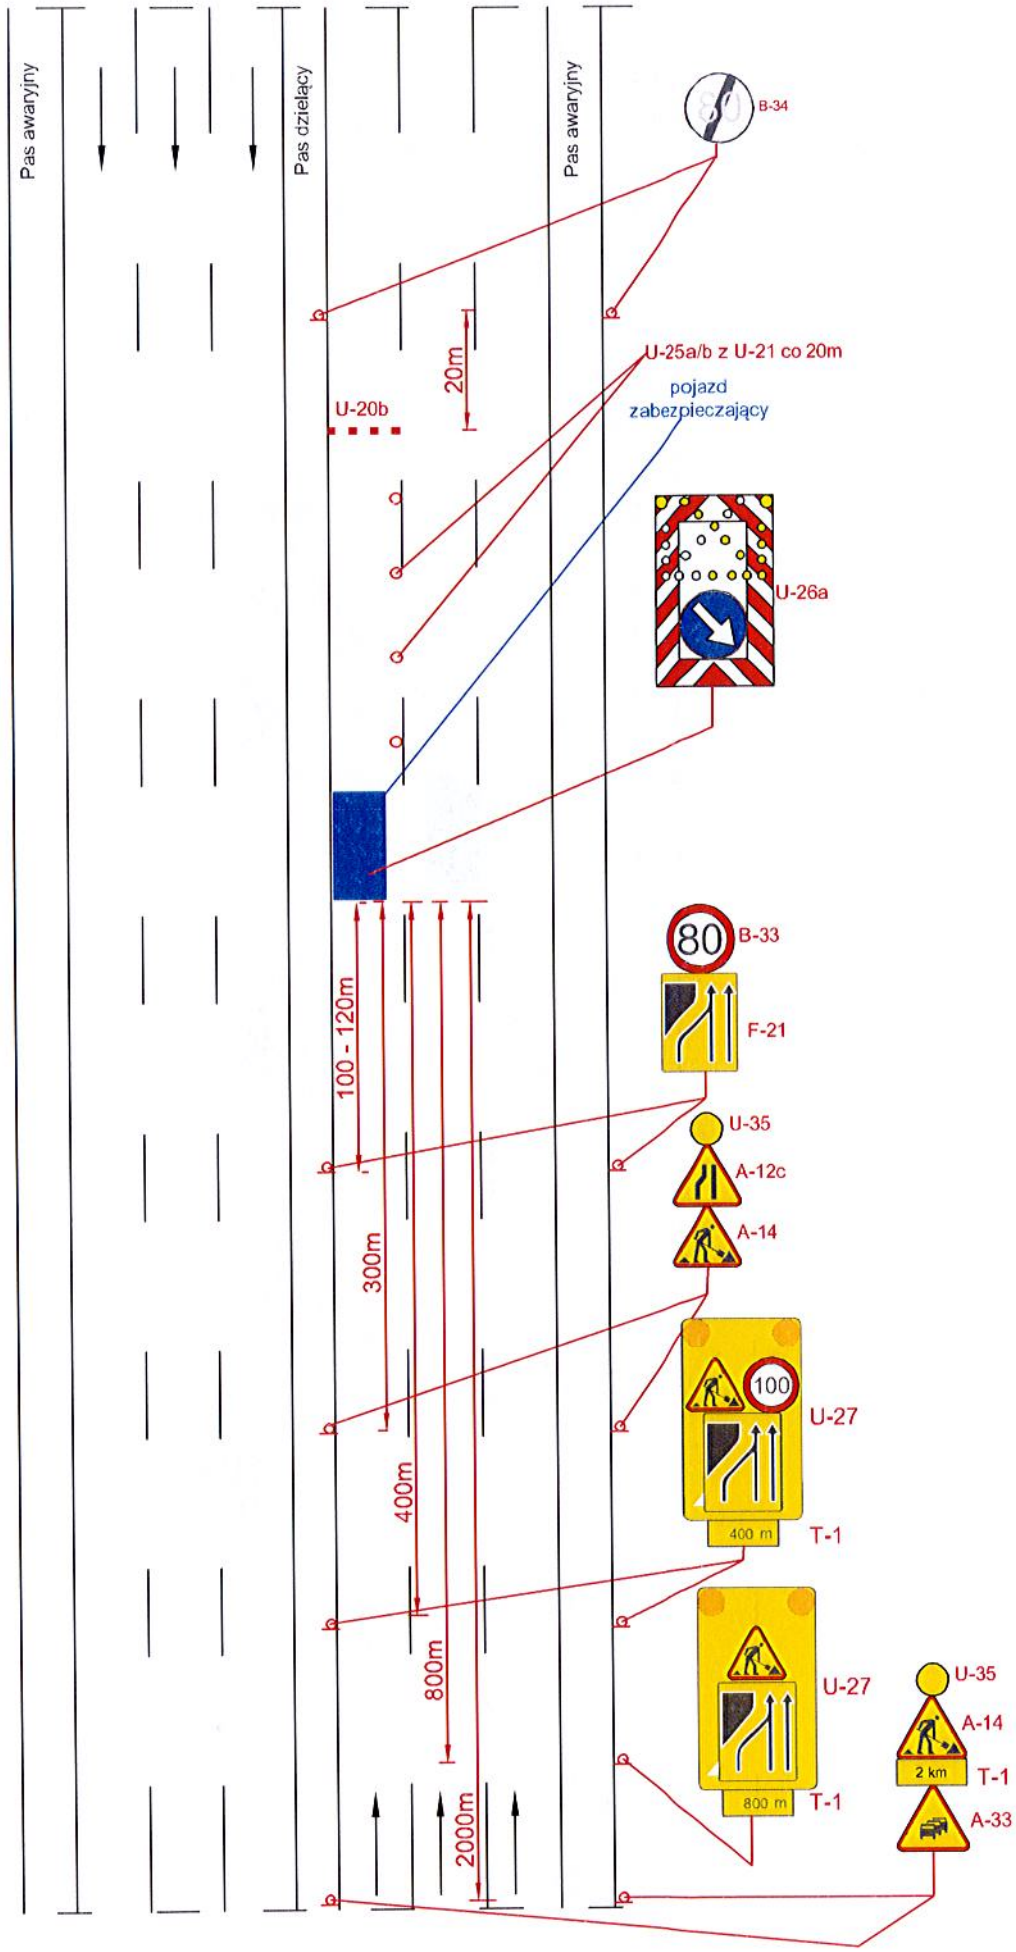 Pas awaryjny
Pas dzielący
Pas awaryjny
80
B-34
U-25a/b z U-21 co 20m
20m
pojazd
zabezpieczający
U-20b
U-26a
80
B-33
F-21
100 - 120m
U-35
A-12c
A-14
300m
100
U-27
400m
400 m
T-1
800m
U-27
U-35
A-14
2 km
T-1
800 m
T-1
A-33
2000m